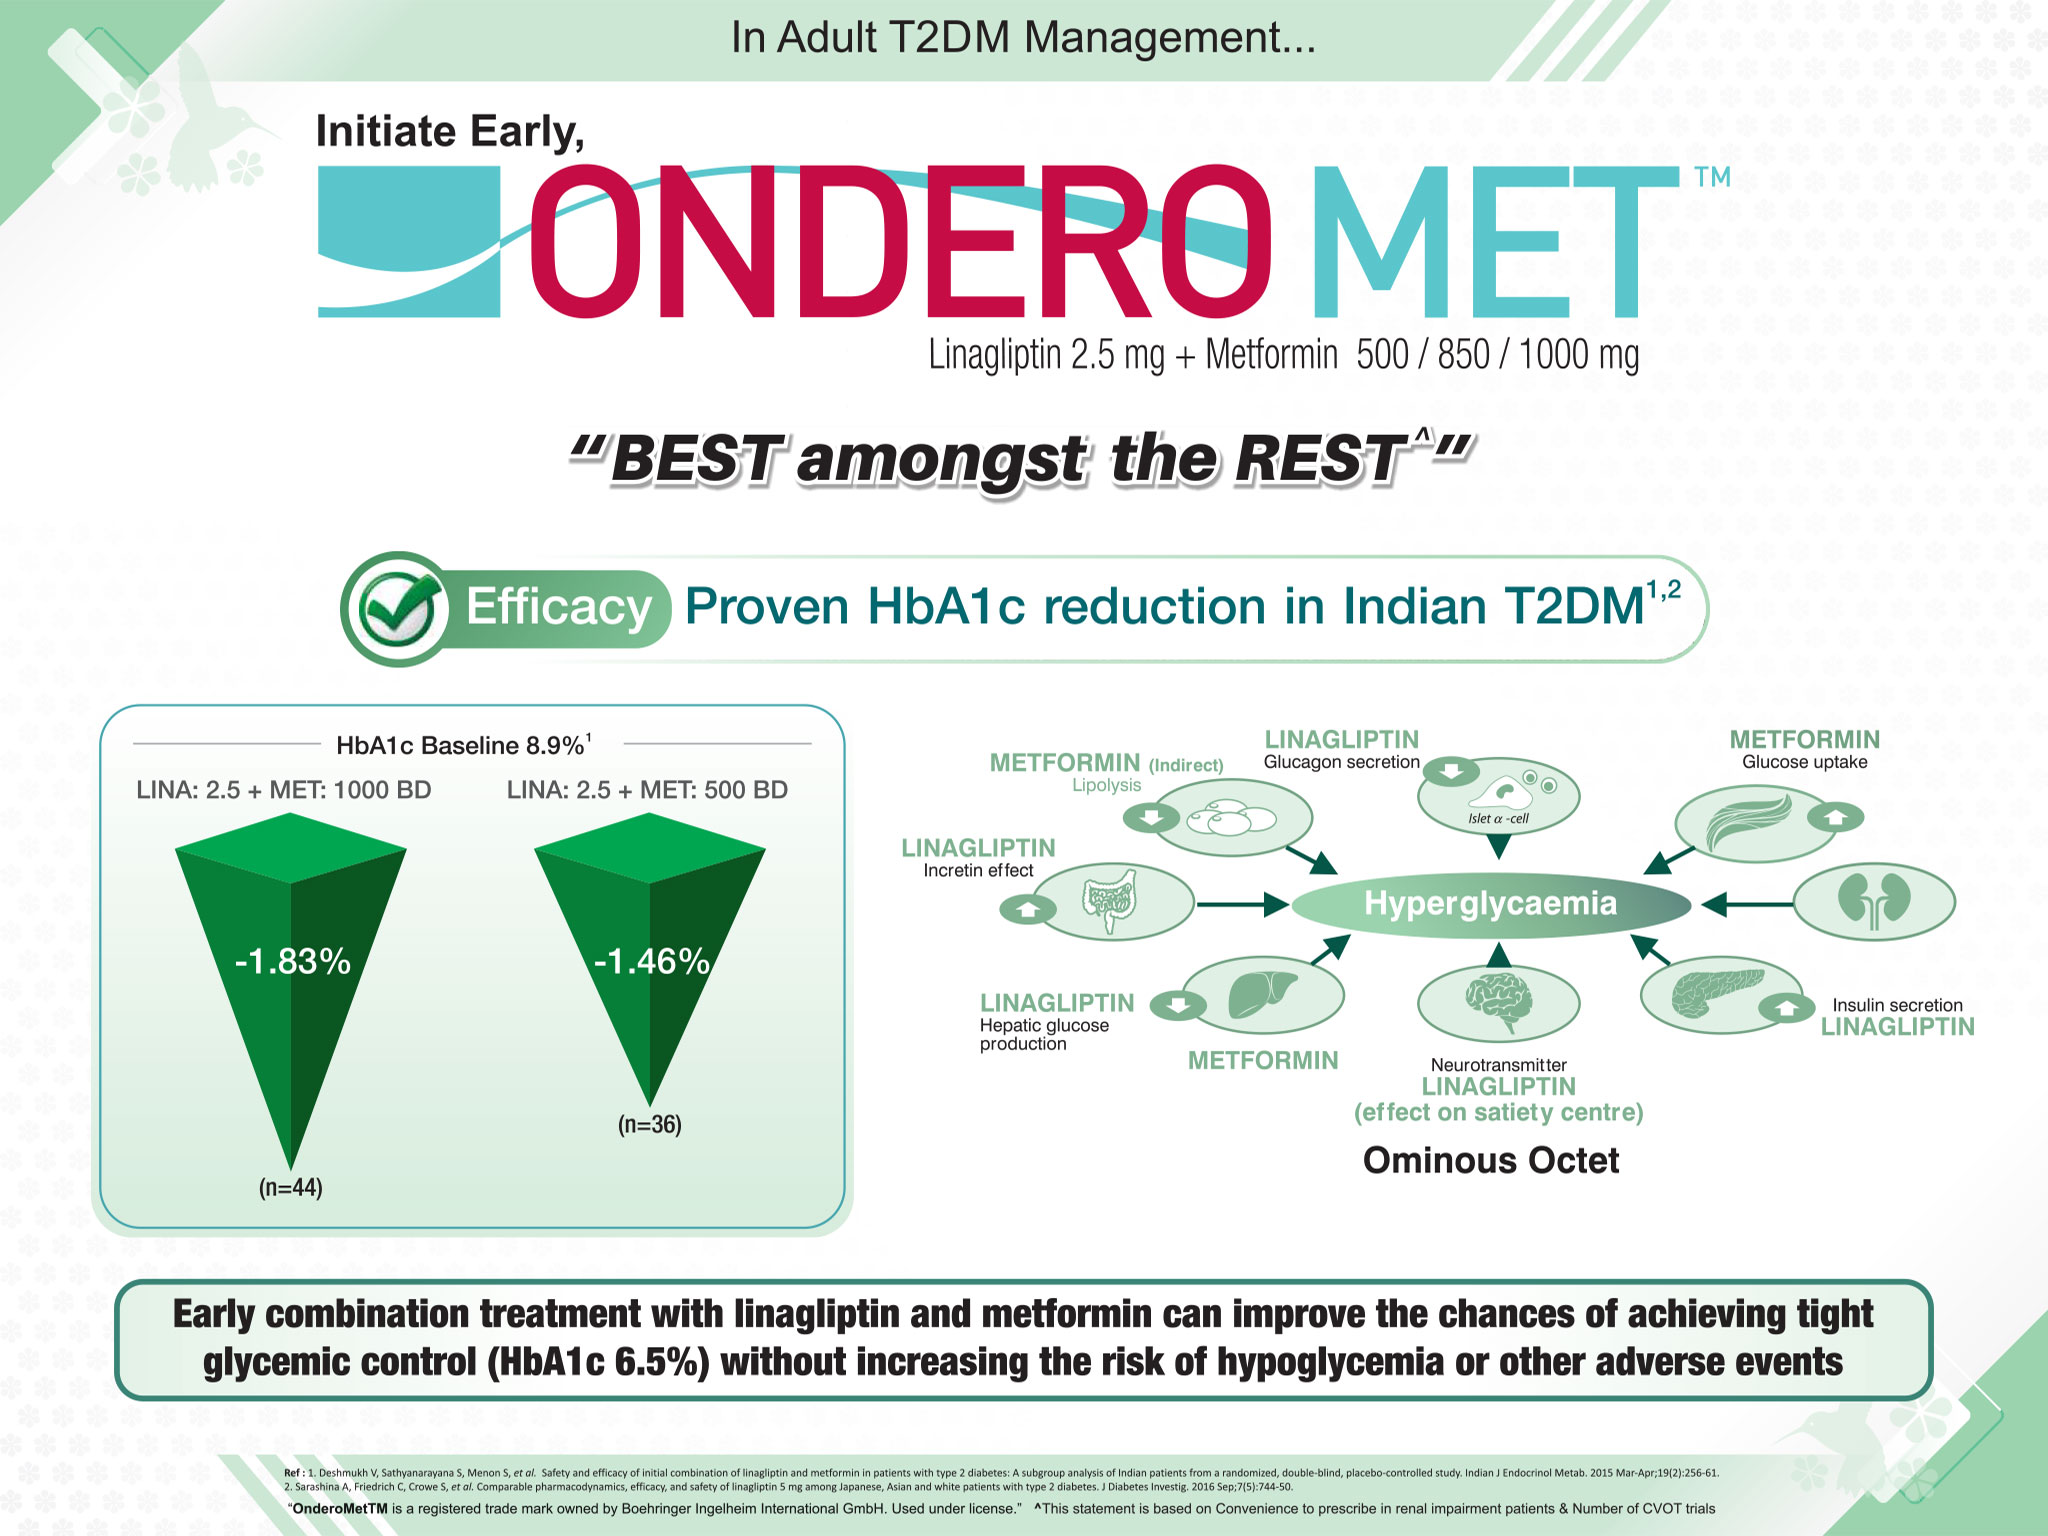 In Adult T2DM Management...
Initiate Early,
ONDERO MET™
Linagliptin 2.5 mg + Metformin 500 / 850 / 1000 mg
“BEST amongst the REST^”
Efficacy Proven HbA1c reduction in Indian T2DM1,2
HbA1c Baseline 8.9%1
LINA: 2.5 + MET: 1000 BD
LINA: 2.5 + MET: 500 BD
-1.83%
-1.46%
(n=44)
(n=36)
METFORMIN (Indirect)
Lipolysis
LINAGLIPTIN
Glucagon secretion
Islet α -cell
METFORMIN
Glucose uptake
LINAGLIPTIN
Incretin effect
Hyperglycaemia
LINAGLIPTIN
Hepatic glucose
production
METFORMIN
Neurotransmitter
LINAGLIPTIN
(effect on satiety centre)
Insulin secretion
LINAGLIPTIN
Ominous Octet
Early combination treatment with linagliptin and metformin can improve the chances of achieving tight
glycemic control (HbA1c 6.5%) without increasing the risk of hypoglycemia or other adverse events
Ref : 1. Deshmukh V, Sathyanarayana S, Menon S, et al. Safety and efficacy of initial combination of linagliptin and metformin in patients with type 2 diabetes: A subgroup analysis of Indian patients from a randomized, double-blind, placebo-controlled study. Indian J Endocrinol Metab. 2015 Mar-Apr;19(2):256-61.
2. Sarashina A, Friedrich C, Crowe S, et al. Comparable pharmacodynamics, efficacy, and safety of linagliptin 5 mg among Japanese, Asian and white patients with type 2 diabetes. J Diabetes Investig. 2016 Sep;7(5):744-50.
“OnderoMetTM is a registered trade mark owned by Boehringer Ingelheim International GmbH. Used under license.” ^This statement is based on Convenience to prescribe in renal impairment patients & Number of CVOT trials